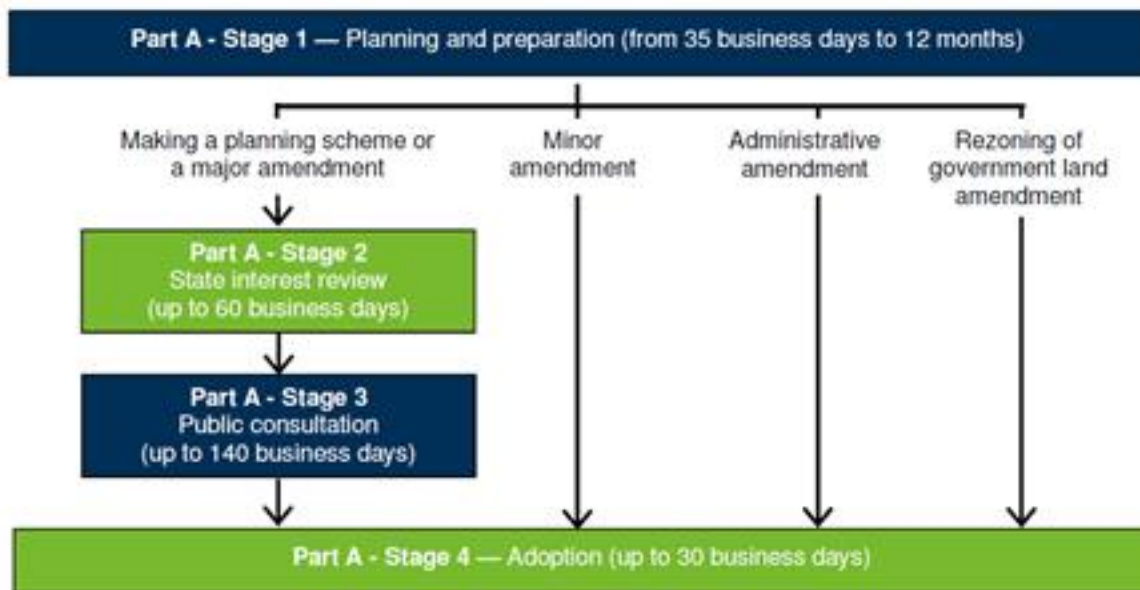 Part A - Stage 1 — Planning and preparation (from 35 business days to 12 months)
Making a planning scheme or
a major amendment
Minor
amendment
Administrative
amendment
Rezoning of
government land
amendment
Part A - Stage 2
State interest review
(up to 60 business days)
Part A - Stage 3
Public consultation
(up to 140 business days)
Part A - Stage 4 — Adoption (up to 30 business days)